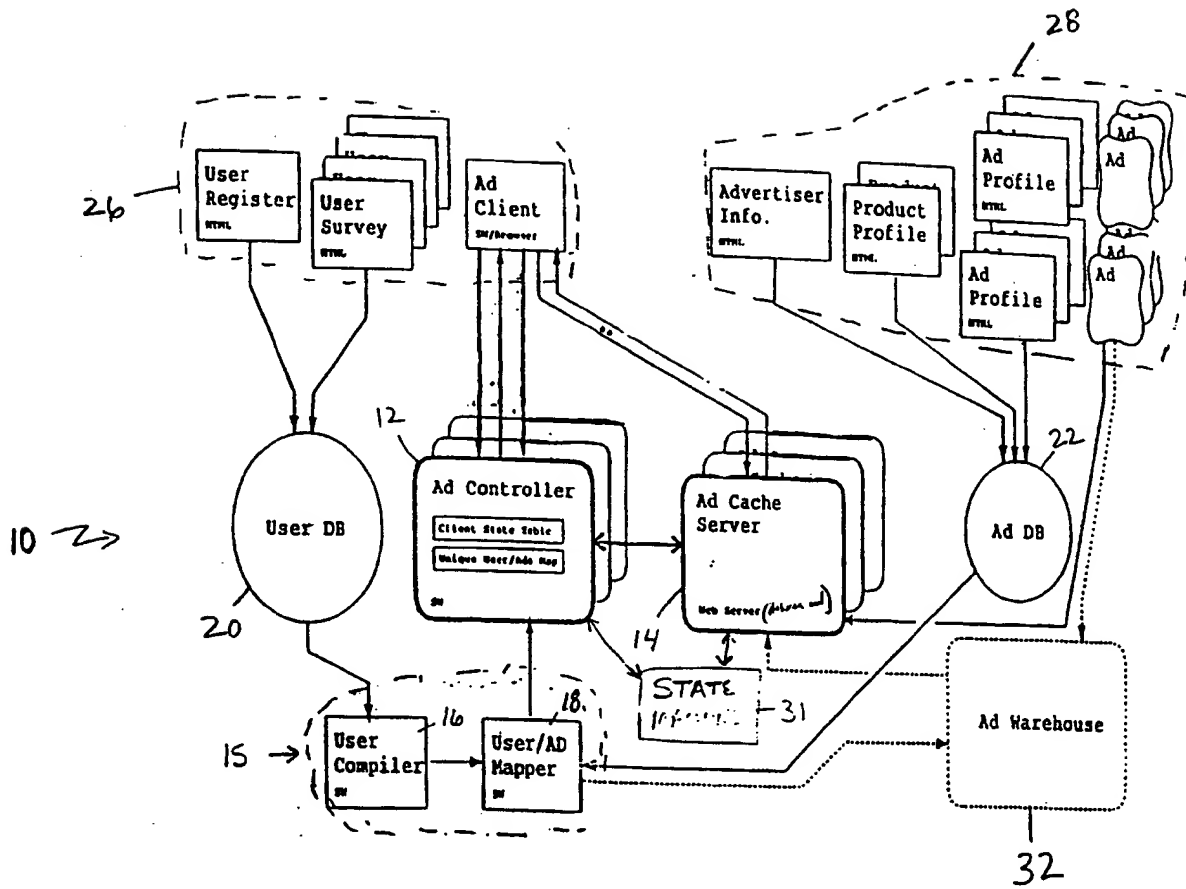 28
User
Register
HTML
User
Survey
HTML
Ad
Client
SW/Browser
26
Advertiser
Info.
HTML
Product
Profile
HTML
Ad
Profile
HTML
Ad
Profile
HTML
Ad
Ad
Ad
Ad
12
Ad Controller
Client State Table
Unique User/Ads Map
SW
Ad Cache
Server
Web Server
14
22
Ad DB
User DB
10
20
STATE
31
Ad Warehouse
32
15
16
User
Compiler
SW
18
User/AD
Mapper
SW